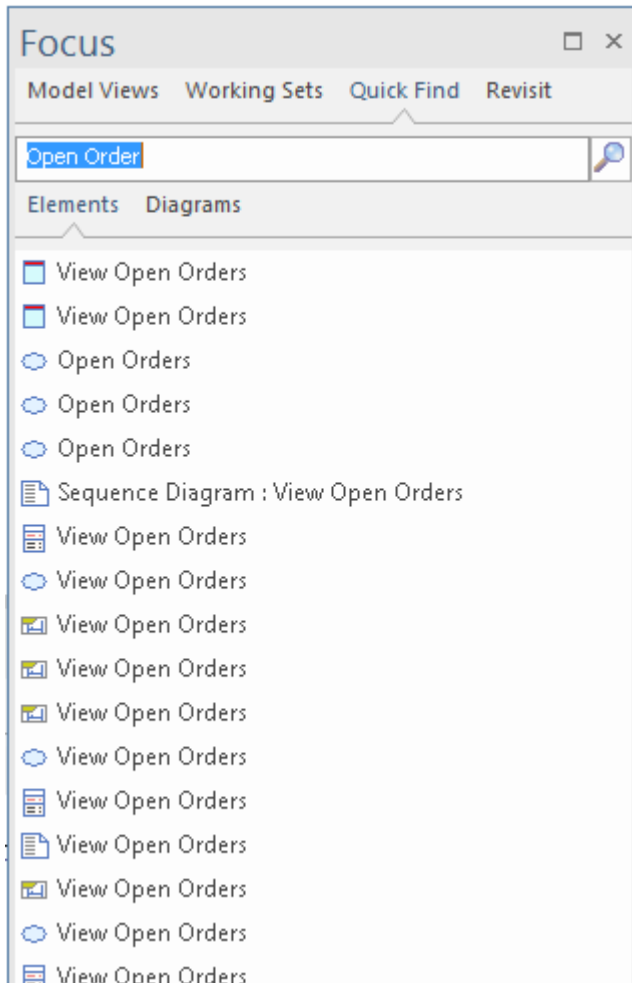 Focus
Model Views Working Sets Quick Find Revisit
Open Order
Elements Diagrams
View Open Orders
View Open Orders
Open Orders
Open Orders
Open Orders
Sequence Diagram : View Open Orders
View Open Orders
View Open Orders
View Open Orders
View Open Orders
View Open Orders
View Open Orders
View Open Orders
View Open Orders
View Open Orders
View Open Orders
View Open Orders